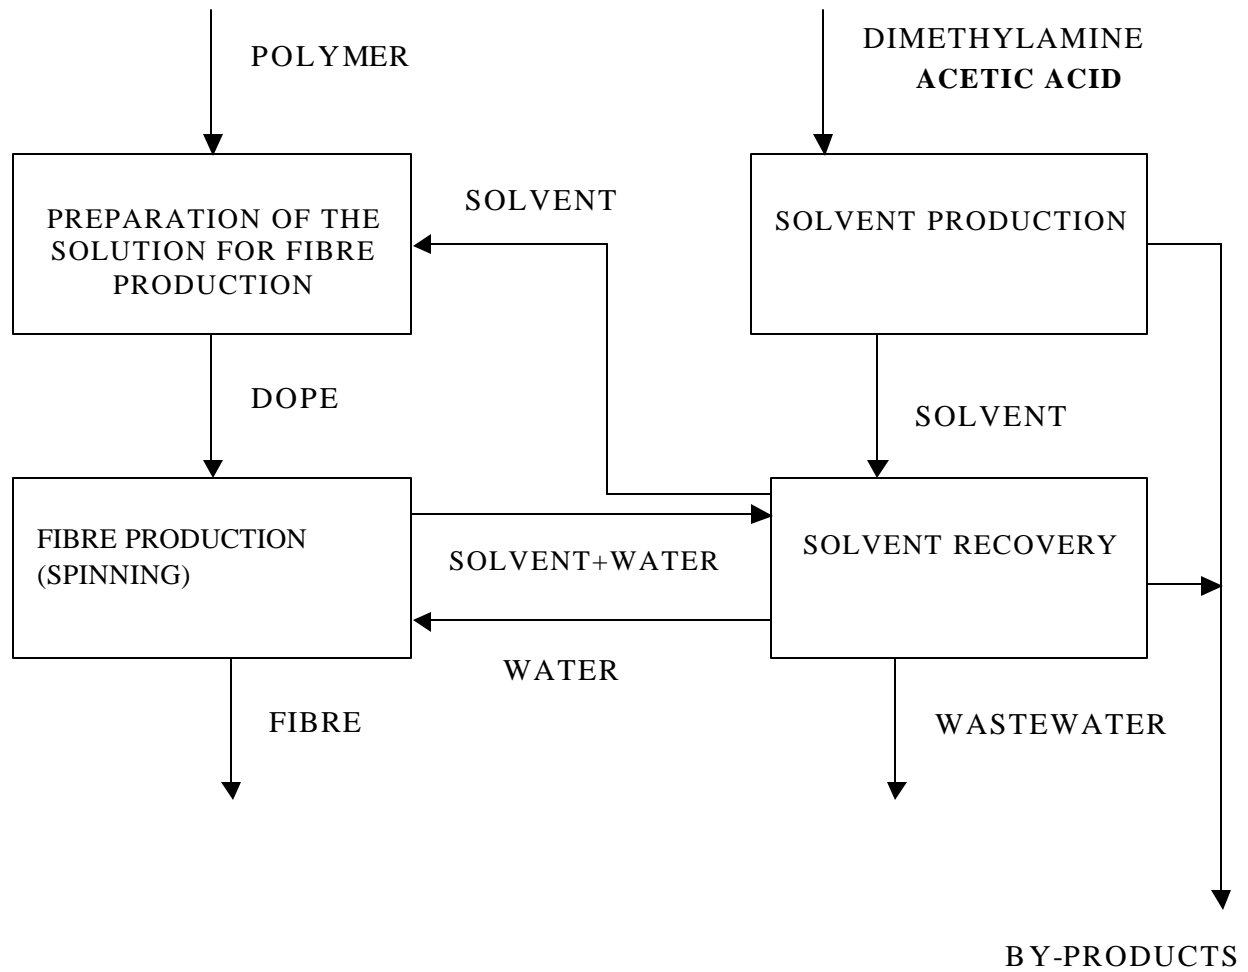 POLYMER
DIMETHYLAMINE
ACETIC ACID
PREPARATION OF THE
SOLUTION FOR FIBRE
PRODUCTION
SOLVENT
SOLVENT PRODUCTION
DOPE
SOLVENT
FIBRE PRODUCTION
(SPINNING)
SOLVENT+WATER
SOLVENT RECOVERY
WATER
FIBRE
WASTEWATER
BY-PRODUCTS